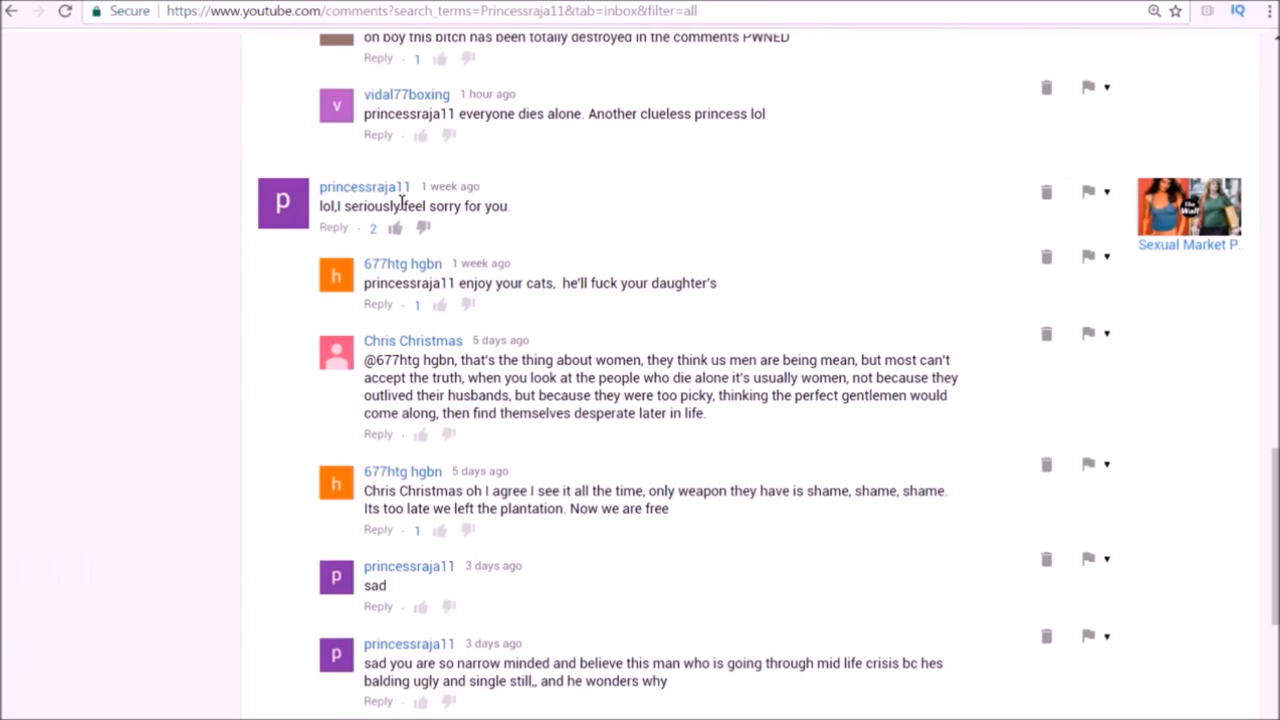 Secure https://www.youtube.com/comments?search_terms=Princessraja11&tab=inbox&filter=all
IQ
on boy this bitch has been totally destroyed in the comments PWNED
Reply · 1
v
vidal77boxing 1 hour ago
princessraja11 everyone dies alone. Another clueless princess lol
Reply ·
p
princessraja11 1 week ago
lol,I seriously feel sorry for you.
Reply · 2
The Wall
Sexual Market P..
h
677htg hgbn 1 week ago
princessraja11 enjoy your cats, he'll fuck your daughter's
Reply · 1
Chris Christmas 5 days ago
@677htg hgbn, that's the thing about women, they think us men are being mean, but most can't
accept the truth, when you look at the people who die alone it's usually women, not because they
outlived their husbands, but because they were too picky, thinking the perfect gentlemen would
come along, then find themselves desperate later in life.
Reply ·
h
677htg hgbn 5 days ago
Chris Christmas oh I agree I see it all the time, only weapon they have is shame, shame, shame.
Its too late we left the plantation. Now we are free
Reply · 1
p
princessraja11 3 days ago
sad
Reply ·
p
princessraja11 3 days ago
sad you are so narrow minded and believe this man who is going through mid life crisis bc hes
balding ugly and single still,, and he wonders why
Reply ·